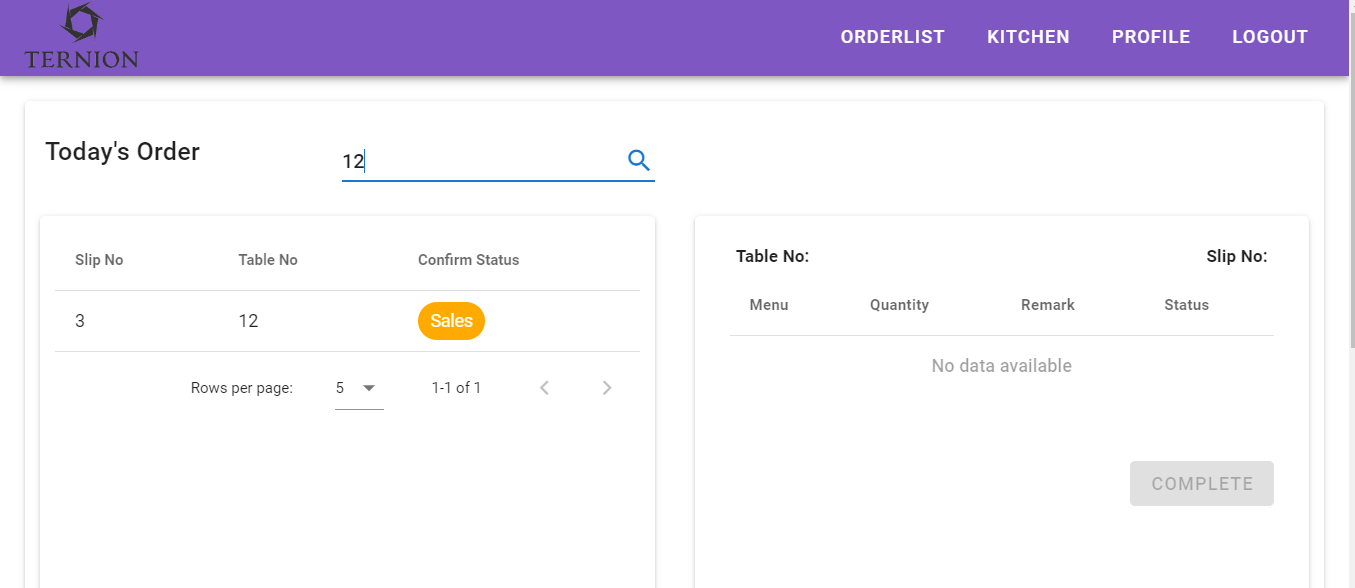 TERNION
ORDERLIST KITCHEN PROFILE LOGOUT
Today's Order
12
Slip No Table No Confirm Status
3 12 Sales
Rows per page: 5 1-1 of 1
Table No: Slip No:
Menu Quantity Remark Status
No data available
COMPLETE